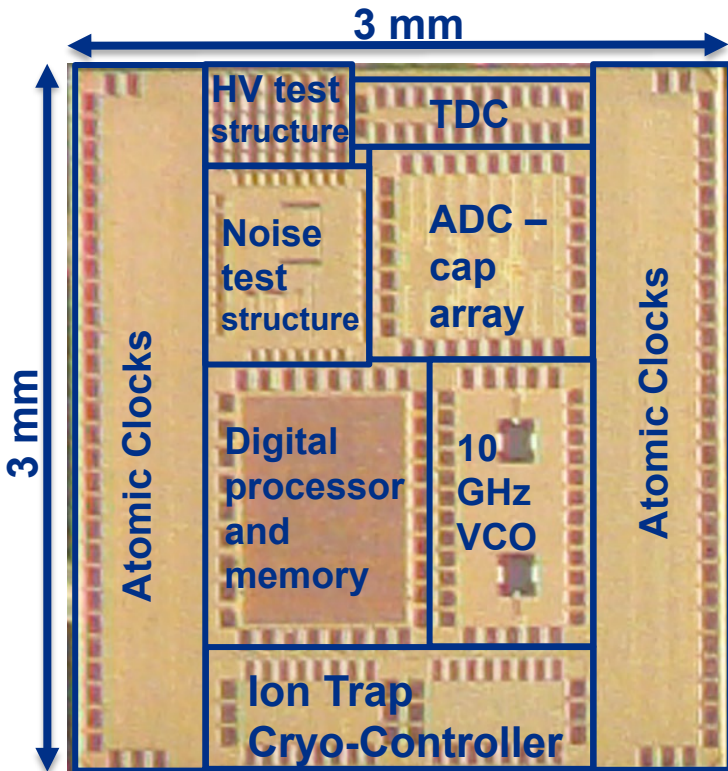 3 mm
3 mm
HV test
structure
TDC
Noise
test
structure
ADC –
cap
array
Atomic Clocks
Atomic Clocks
Digital
processor
and
memory
10
GHz
VCO
Ion Trap
Cryo-Controller